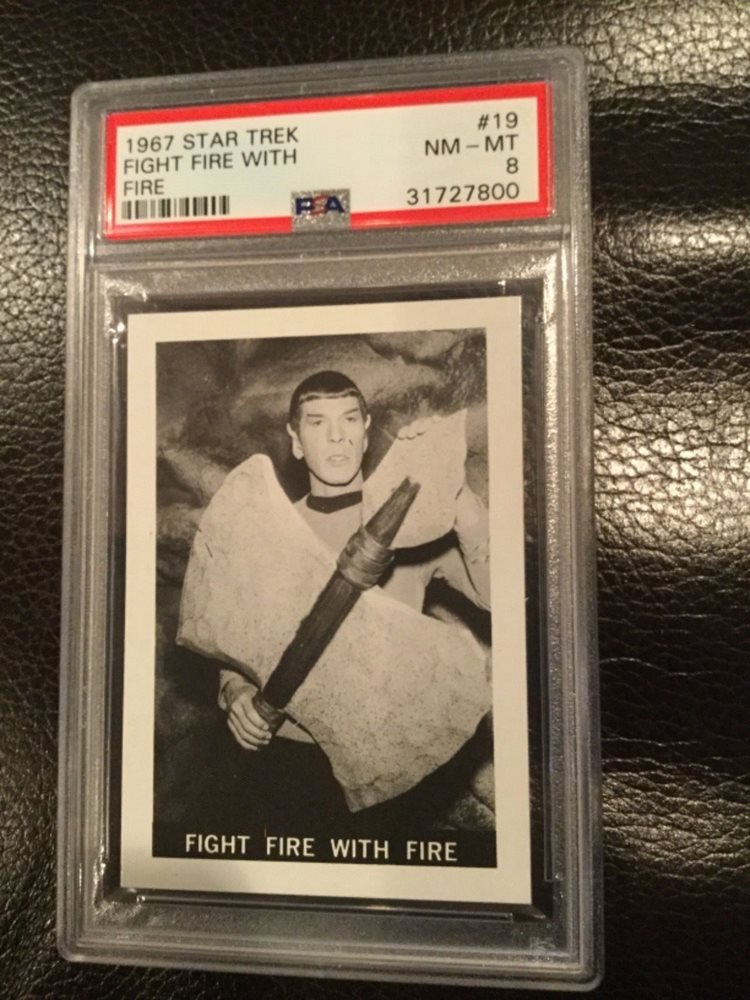 1967 STAR TREK #19
FIGHT FIRE WITH NM - MT
FIRE 8
PSA 31727800
FIGHT FIRE WITH FIRE